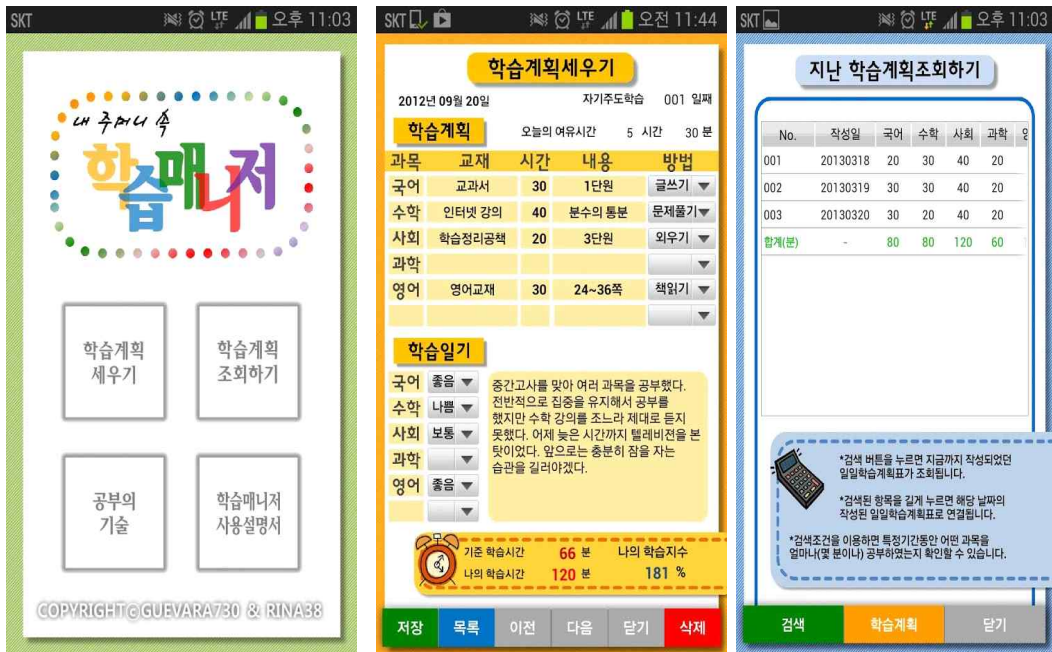 SKT LTE 오후 11:03
내 주머니 쏙
학습매니저
학습계획
세우기
학습계획
조회하기
공부의
기술
학습매니저
사용설명서
COPYRIGHT@GUEVARA730 & RINA38
SKT LTE 오전 11:44
학습계획세우기
2012년 09월 20일 자기주도학습 001 일째
학습계획 오늘의 여유시간 5 시간 30 분
과목 교재 시간 내용 방법
국어 교과서 30 1단원 글쓰기
수학 인터넷 강의 40 분수의 통분 문제풀기
사회 학습정리공책 20 3단원 외우기
과학
영어 영어교재 30 24~36쪽 책읽기
학습일기
국어 좋음
수학 나쁨
사회 보통
과학
영어 좋음
중간고사를 맞아 여러 과목을 공부했다.
전반적으로 집중을 유지해서 공부를
했지만 수학 강의를 조느라 제대로 듣지
못했다. 어제 늦은 시간까지 텔레비전을 본
탓이었다. 앞으로는 충분히 잠을 자는
습관을 길러야겠다.
기준 학습시간 66 분 나의 학습지수
나의 학습시간 120 분 181 %
저장 목록 이전 다음 닫기 삭제
SKT LTE 오후 11:03
지난 학습계획조회하기
No. 작성일 국어 수학 사회 과학
001 20130318 20 30 40 20
002 20130319 30 30 40 20
003 20130320 30 20 40 20
합계(분) - 80 80 120 60
*검색 버튼을 누르면 지금까지 작성되었던
일일학습계획표가 조회됩니다.
*검색된 항목을 길게 누르면 해당 날짜의
작성된 일일학습계획표로 연결됩니다.
*검색조건을 이용하면 특정기간동안 어떤 과목을
얼마나(몇 분이나) 공부하였는지 확인할 수 있습니다.
검색 학습계획 닫기